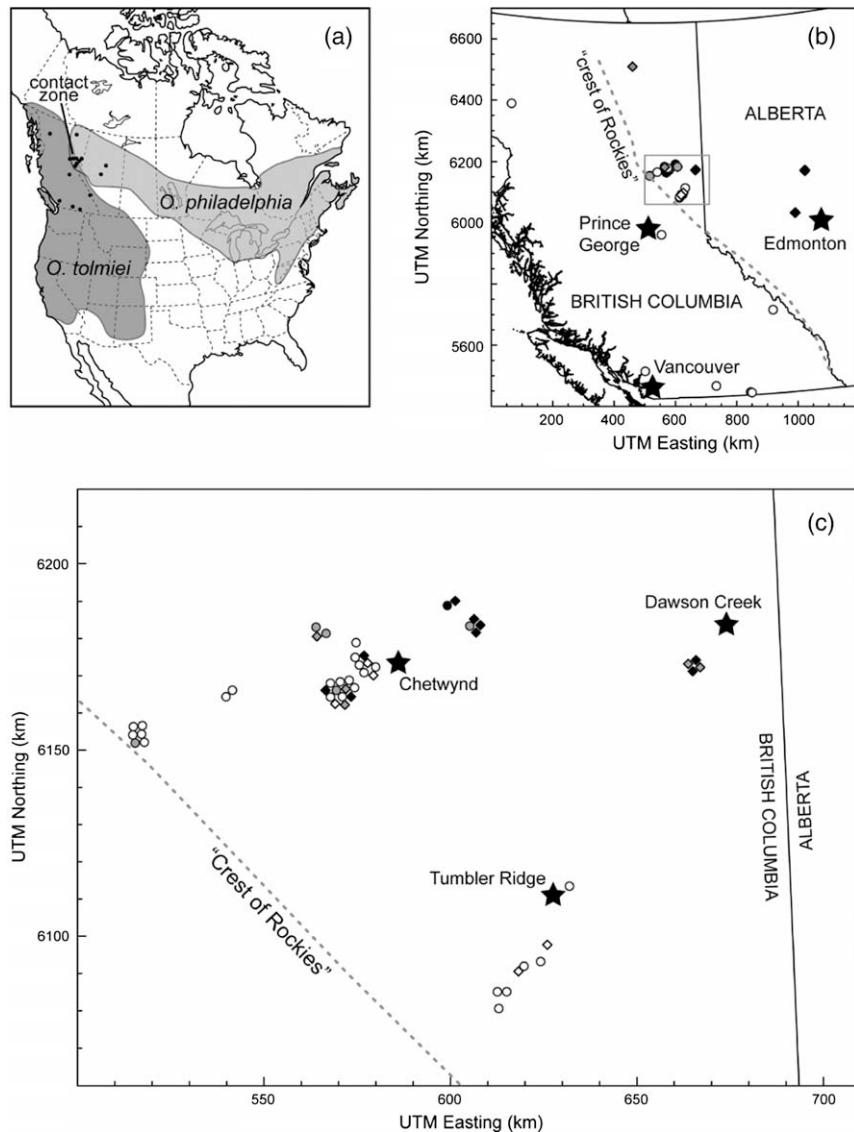 (a)
contact
zone
O. philadelphia
O. tolmiei
(b)
6600
6400
6200
6000
5600
UTM Northing (km)
"crest of Rockies"
ALBERTA
Prince
George
Edmonton
BRITISH COLUMBIA
Vancouver
200
400
600
800
1000
UTM Easting (km)
(c)
6200
6150
6100
UTM Northing (km)
Dawson Creek
Chetwynd
BRITISH COLUMBIA
ALBERTA
"Crest of Rockies"
Tumbler Ridge
550
600
650
700
UTM Easting (km)